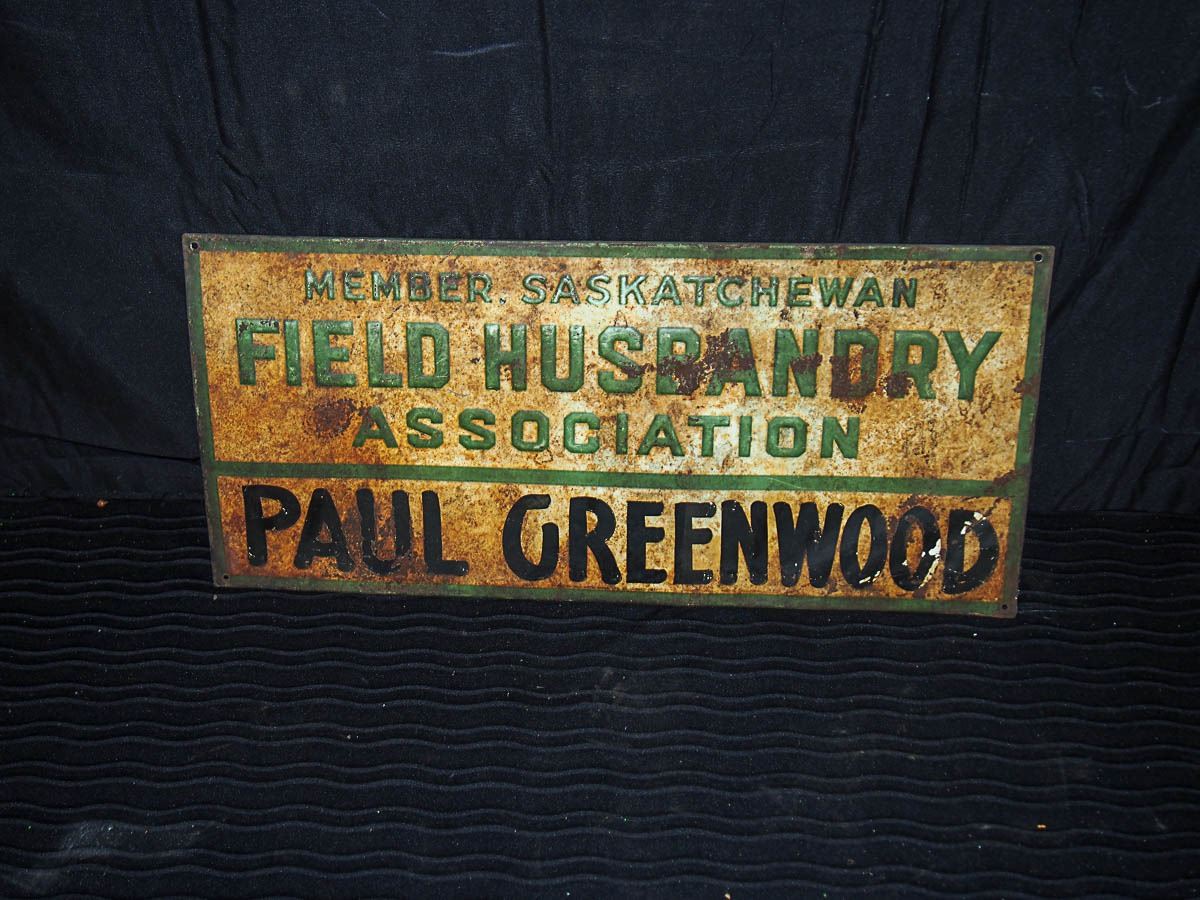 MEMBER, SASKATCHEWAN
FIELD HUSBANDRY
ASSOCIATION
PAUL GREENWOOD